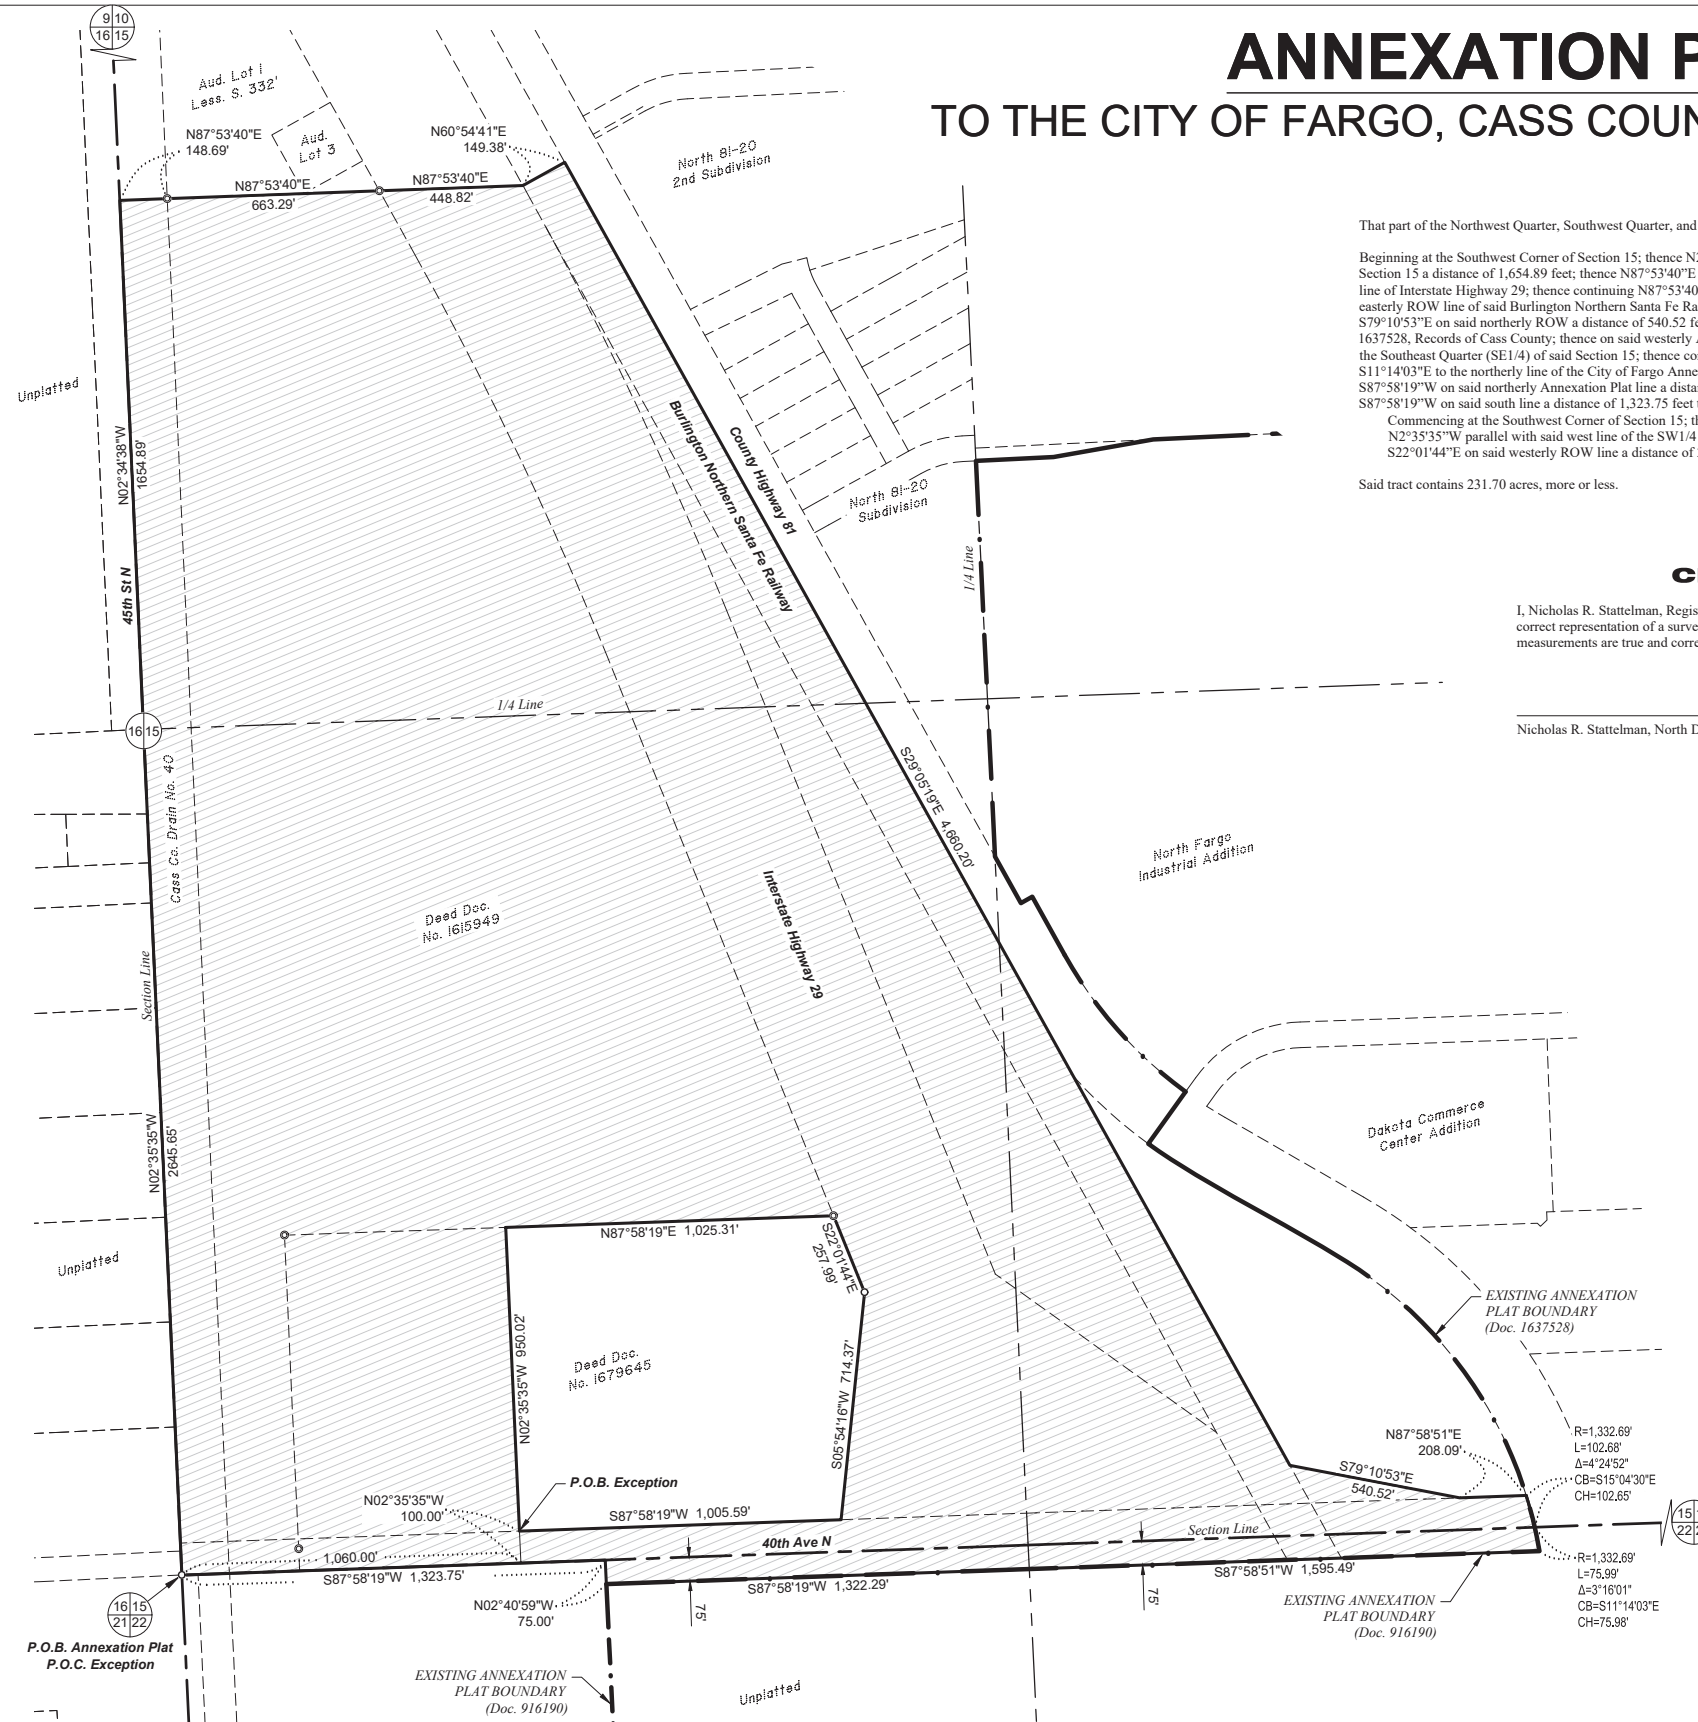 ANNEXATION P
TO THE CITY OF FARGO, CASS COUN
9 10
16 15
Aud. Lot 1
Less. S. 332'
Aud.
Lot 3
N87°53'40"E
148.69'
N60°54'41"E
149.38'
N87°53'40"E
663.29'
N87°53'40"E
448.82'
North 81-20
2nd Subdivision
That part of the Northwest Quarter, Southwest Quarter, and
Beginning at the Southwest Corner of Section 15; thence N2
Section 15 a distance of 1,654.89 feet; thence N87°53'40"E
line of Interstate Highway 29; thence continuing N87°53'40
easterly ROW line of said Burlington Northern Santa Fe Ra
S79°10'53"E on said northerly ROW a distance of 540.52 fe
1637528, Records of Cass County; thence on said westerly
the Southeast Quarter (SE1/4) of said Section 15; thence co
S11°14'03"E to the northerly line of the City of Fargo Anne
S87°58'19"W on said northerly Annexation Plat line a dista
S87°58'19"W on said south line a distance of 1,323.75 feet
Commencing at the Southwest Corner of Section 15; th
N2°35'35"W parallel with said west line of the SW1/4
S22°01'44"E on said westerly ROW line a distance of
Said tract contains 231.70 acres, more or less.
Unplatted
N02°34'38"W
1654.89'
45th St N
Burlington Northern Santa Fe Railway
County Highway 81
North 81-20
Subdivision
1/4 Line
C
I, Nicholas R. Stattelman, Regis
correct representation of a surve
measurements are true and corre
Nicholas R. Stattelman, North D
1/4 Line
16 15
Cass Co. Drain No. 40
S29°05'19"E 4,660.20'
North Fargo
Industrial Addition
Interstate Highway 29
Deed Doc.
No. 1615949
Section Line
N02°35'35"W
2645.65'
Dakota Commerce
Center Addition
Unplatted
N87°58'19"E 1,025.31'
S22°01'44"E
257.99'
N02°35'35"W 950.02'
Deed Doc.
No. 1679645
S05°54'16"W 714.37'
EXISTING ANNEXATION
PLAT BOUNDARY
(Doc. 1637528)
N87°58'51"E
208.09'
S79°10'53"E
540.52'
R=1,332.69'
L=102.68'
Δ=4°24'52"
CB=S15°04'30"E
CH=102.65'
P.O.B. Exception
N02°35'35"W
100.00'
S87°58'19"W 1,005.59'
40th Ave N
Section Line
15
22
1,060.00'
S87°58'19"W 1,323.75'
S87°58'19"W 1,322.29'
S87°58'51"W 1,595.49'
75'
75'
R=1,332.69'
L=75.99'
Δ=3°16'01"
CB=S11°14'03"E
CH=75.98'
N02°40'59"W
75.00'
16 15
21 22
P.O.B. Annexation Plat
P.O.C. Exception
EXISTING ANNEXATION
PLAT BOUNDARY
(Doc. 916190)
EXISTING ANNEXATION
PLAT BOUNDARY
(Doc. 916190)
Unplatted